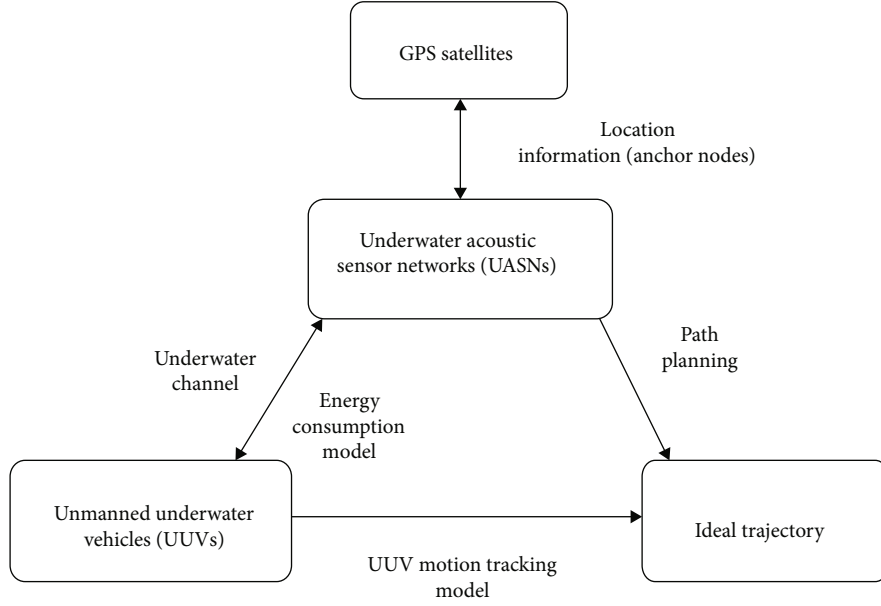 GPS satellites
Location
information (anchor nodes)
Underwater acoustic
sensor networks (UASNs)
Underwater
channel
Path
planning
Energy
consumption
model
Unmanned underwater
vehicles (UUVs)
Ideal trajectory
UUV motion tracking
model